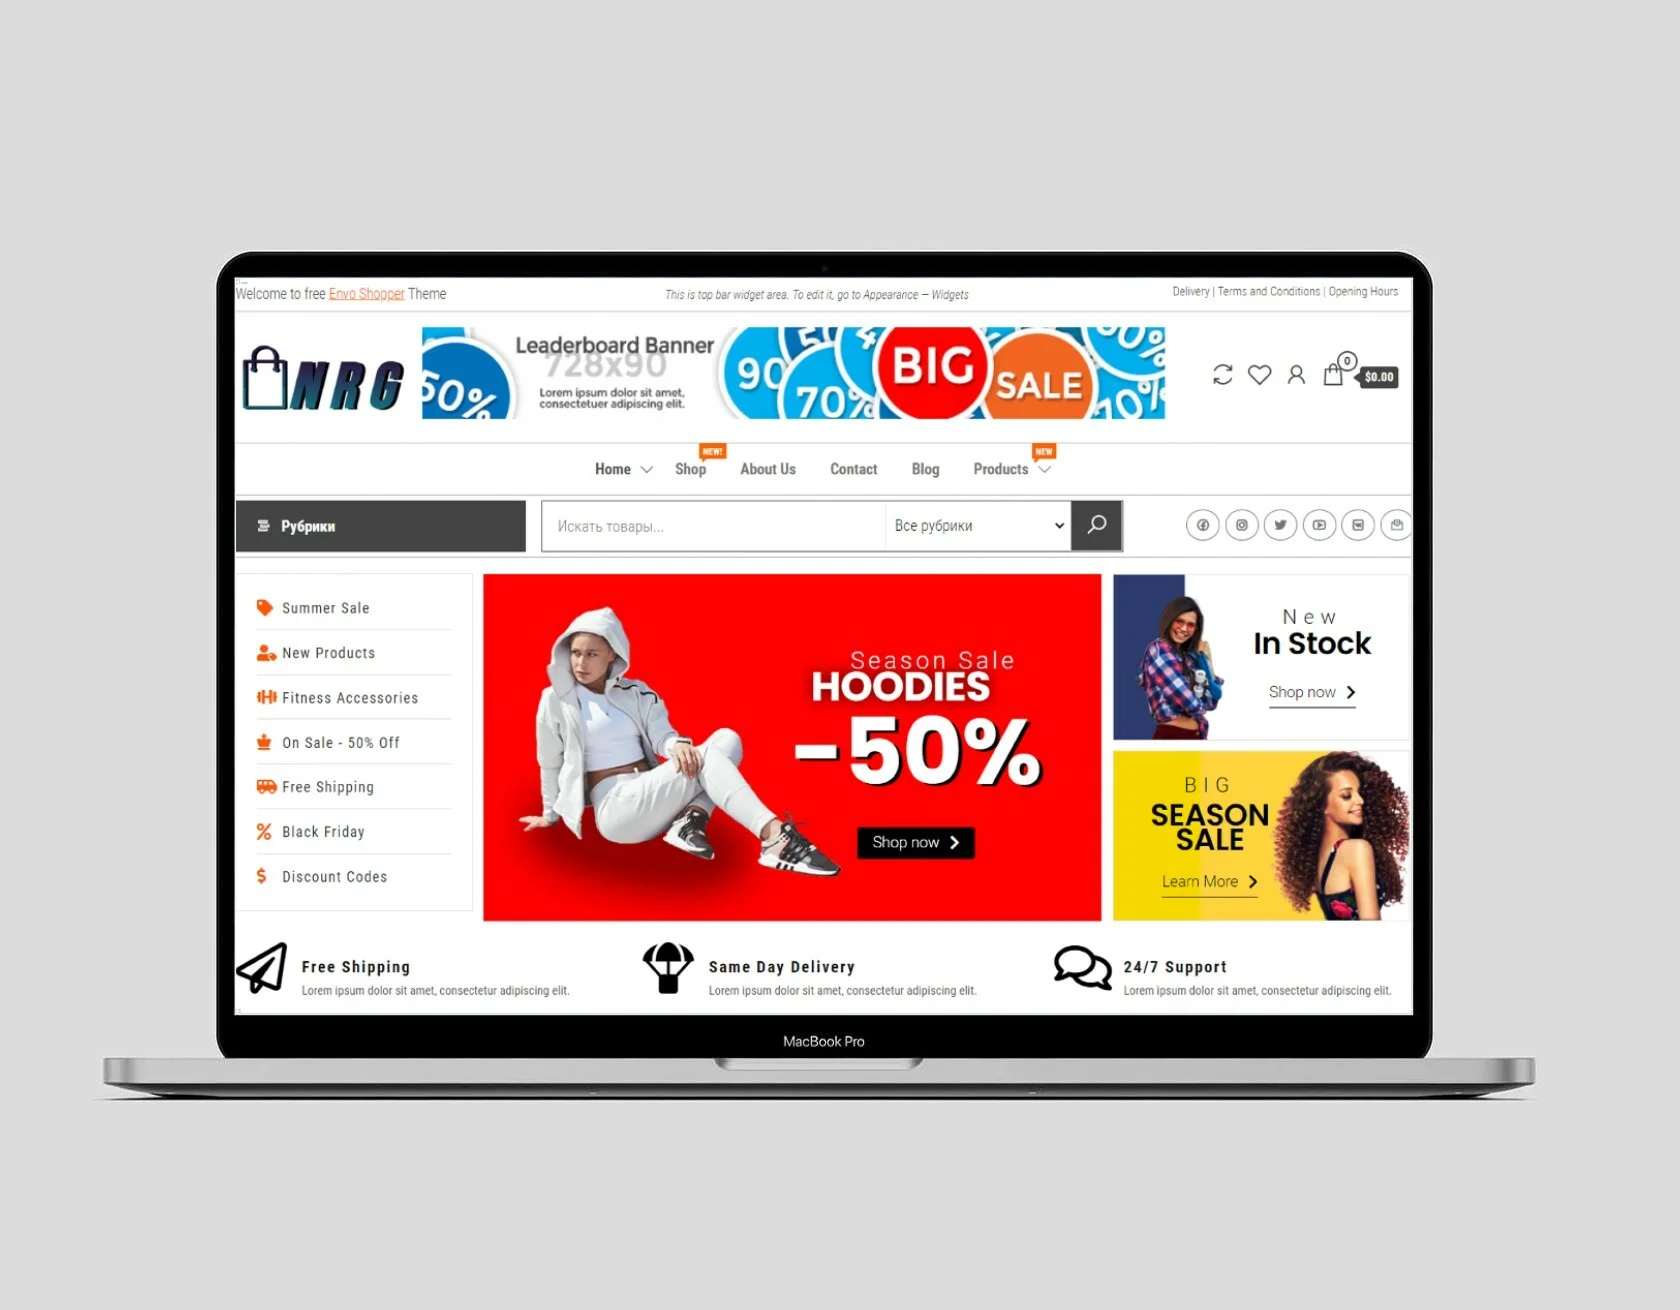 Welcome to free Envo Shopper Theme
This is top bar widget area. To edit it, go to Appearance – Widgets
Delivery | Terms and Conditions | Opening Hours
NRG
50%
Leaderboard Banner
728x90
Lorem ipsum dolor sit amet,
consectetuer adipiscing elit.
90
70%
BIG
SALE
70%
0
$0.00
NEW!
NEW
Home
Shop
About Us
Contact
Blog
Products
Рубрики
Искать товары...
Все рубрики
Summer Sale
New Products
Fitness Accessories
On Sale - 50% Off
Free Shipping
Black Friday
Discount Codes
Season Sale
HOODIES
-50%
Shop now
New
In Stock
Shop now
BIG
SEASON
SALE
Learn More
Free Shipping
Lorem ipsum dolor sit amet, consectetur adipiscing elit.
Same Day Delivery
Lorem ipsum dolor sit amet, consectetur adipiscing elit.
24/7 Support
Lorem ipsum dolor sit amet, consectetur adipiscing elit.
MacBook Pro